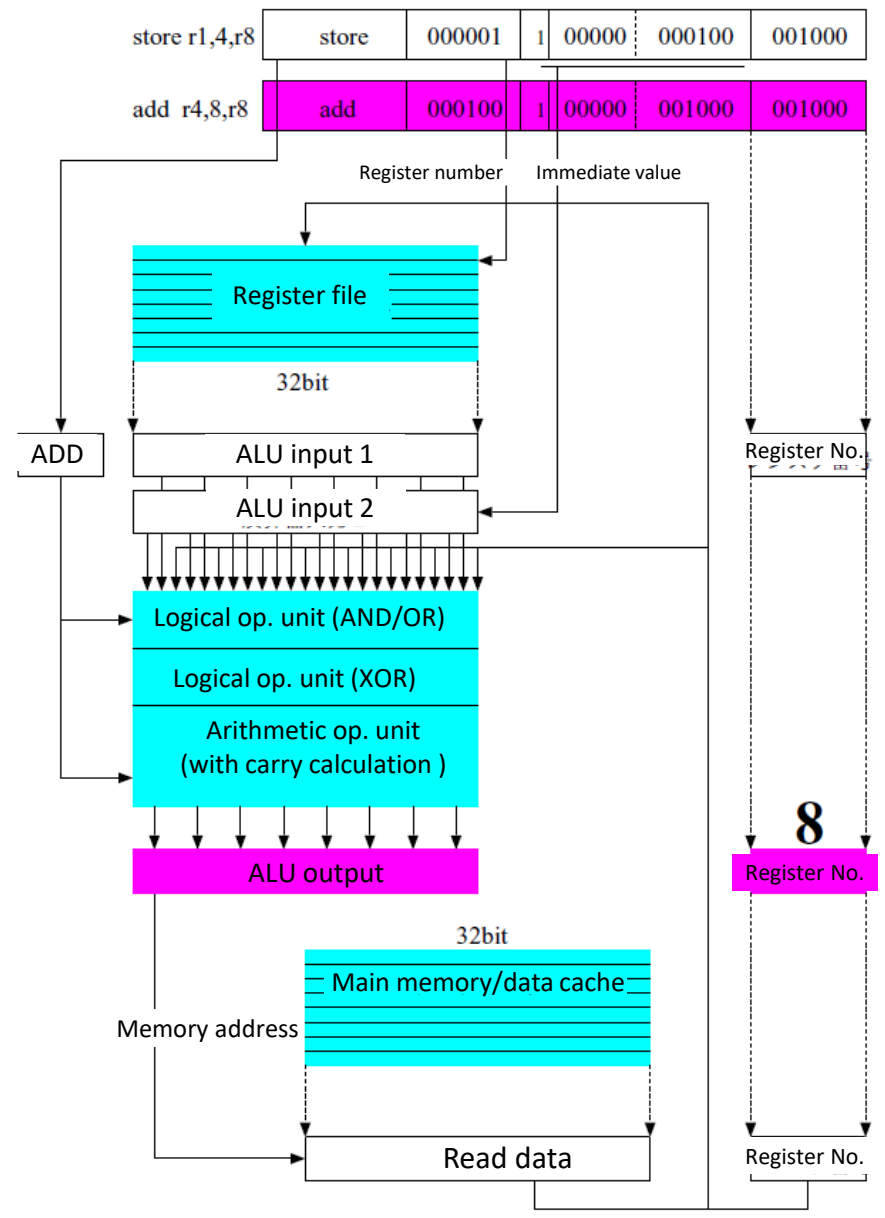 store r1,4,r8 store 000001 1 00000 000100 001000
add r4,8,r8 add 000100 1 00000 001000 001000
Register number Immediate value
Register file
32bit
ADD ALU input 1 Register No.
ALU input 2
Logical op. unit (AND/OR)
Logical op. unit (XOR)
Arithmetic op. unit
(with carry calculation )
8
ALU output Register No.
32bit
Main memory/data cache
Memory address
Read data Register No.